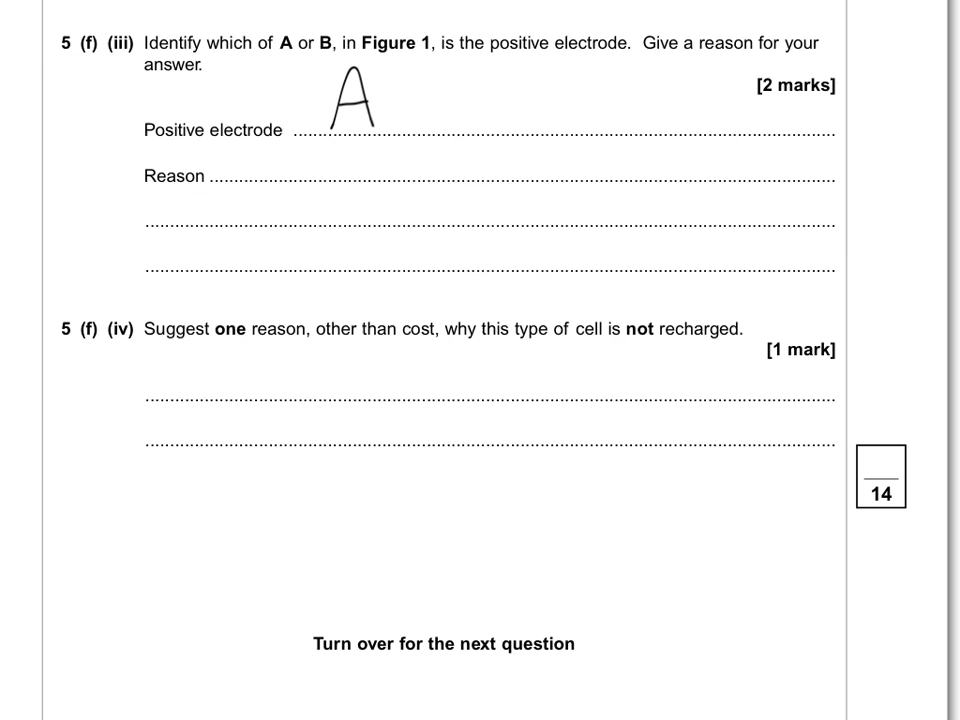 5 (f) (iii) Identify which of A or B, in Figure 1, is the positive electrode. Give a reason for your
answer.
[2 marks]
A
Positive electrode ..........
Reason ..........
5 (f) (iv) Suggest one reason, other than cost, why this type of cell is not recharged.
[1 mark]
14
Turn over for the next question